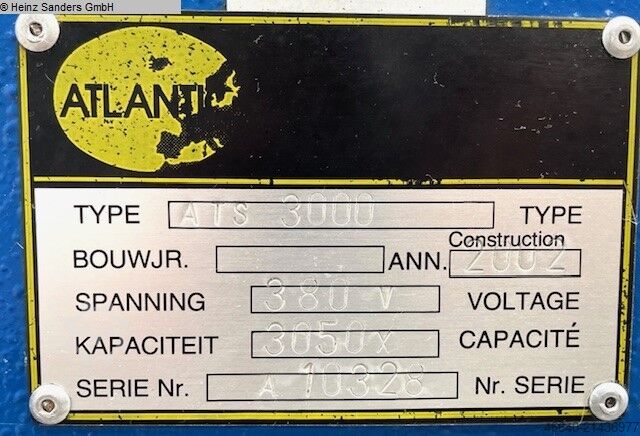 © Heinz Sanders GmbH
ATLANTI
N.V
TYPE ATS 3000 TYPE
BOUWJR. ANN. Construction 2002
SPANNING 380 V VOLTAGE
KAPACITEIT 3050x CAPACITÉ
SERIE Nr. A 10328 Nr. SERIE